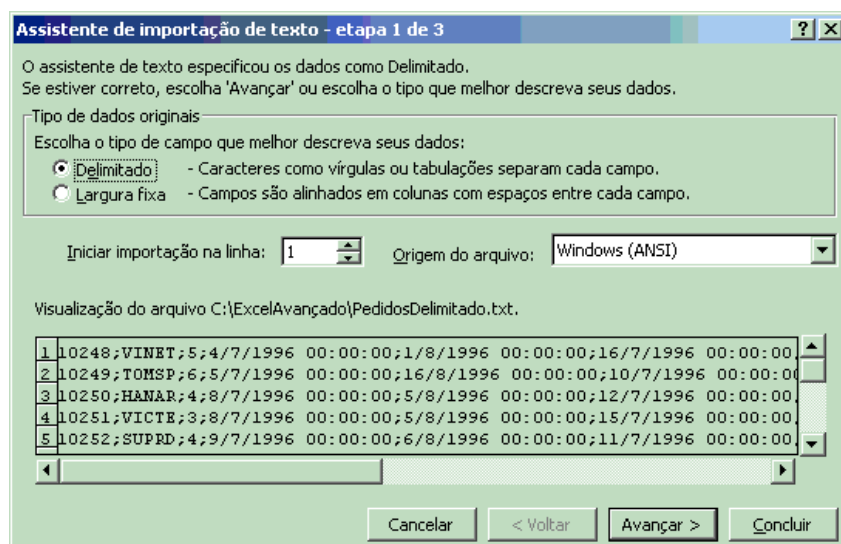 Assistente de importação de texto - etapa 1 de 3
O assistente de texto especificou os dados como Delimitado.
Se estiver correto, escolha 'Avançar' ou escolha o tipo que melhor descreva seus dados.
Tipo de dados originais
Escolha o tipo de campo que melhor descreva seus dados:
Delimitado - Caracteres como vírgulas ou tabulações separam cada campo.
Largura fixa - Campos são alinhados em colunas com espaços entre cada campo.
Iniciar importação na linha: 1 Origem do arquivo: Windows (ANSI)
Visualização do arquivo C:\ExcelAvançado\PedidosDelimitado.txt.
1 10248;VINET;5;4/7/1996 00:00:00;1/8/1996 00:00:00;16/7/1996 00:00:00
2 10249;TOMSP;6;5/7/1996 00:00:00;16/8/1996 00:00:00;10/7/1996 00:00:0
3 10250;HANAR;4;8/7/1996 00:00:00;5/8/1996 00:00:00;12/7/1996 00:00:00
4 10251;VICTE;3;8/7/1996 00:00:00;5/8/1996 00:00:00;15/7/1996 00:00:00
5 10252;SUPRD;4;9/7/1996 00:00:00;6/8/1996 00:00:00;11/7/1996 00:00:00
Cancelar < Voltar Avançar > Concluir